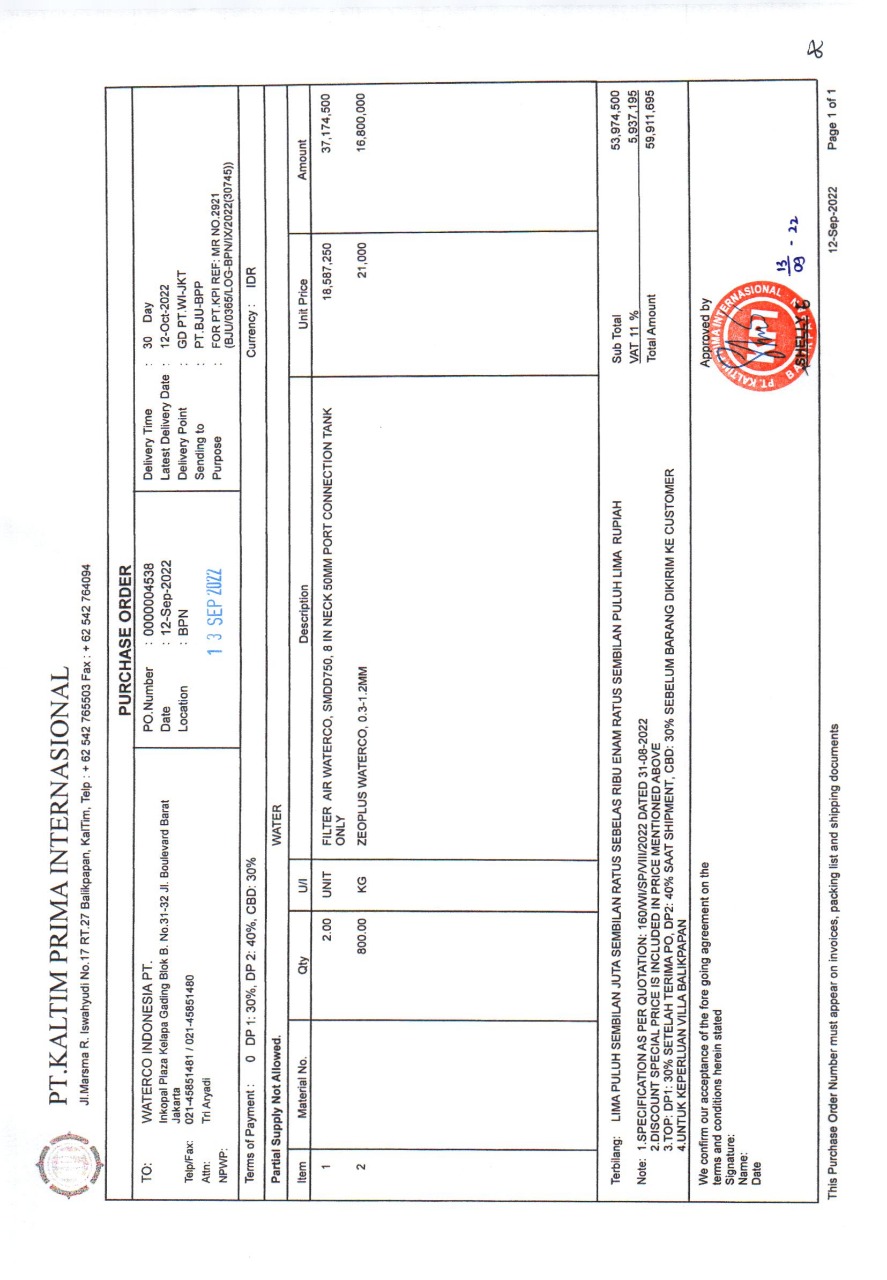 PT.KALTIM PRIMA INTERNASIONAL
Jl.Marsma R. Iswahyudi No.17 RT.27 Balikpapan, KalTim, Telp : + 62 542 765503 Fax : + 62 542 764094
PURCHASE ORDER
TO: WATERCO INDONESIA PT.
Inkopal Plaza Kelapa Gading Blok B. No.31-32 Jl. Boulevard Barat
Jakarta
Telp/Fax: 021-45851481 / 021-45851480
Attn: Tri Aryadi
NPWP:
PO.Number : 0000004538
Date : 12-Sep-2022
Location : BPN
1 3 SEP 2022
Delivery Time : 30 Day
Latest Delivery Date : 12-Oct-2022
Delivery Point : GD PT.WI-JKT
Sending to : PT.BJU-BPP
Purpose : FOR PT.KPI REF: MR NO.2921
(BJU/0365/LOG-BPN/IX/2022(30745))
Terms of Payment : 0 DP 1: 30%, DP 2: 40%, CBD: 30% Currency : IDR
Partial Supply Not Allowed. WATER
Item Material No. Qty U/I Description Unit Price Amount
1 2.00 UNIT FILTER AIR WATERCO, SMDD750, 8 IN NECK 50MM PORT CONNECTION TANK 18,587,250 37,174,500
ONLY
2 800.00 KG ZEOPLUS WATERCO, 0.3-1.2MM 21,000 16,800,000
Terbilang: LIMA PULUH SEMBILAN JUTA SEMBILAN RATUS SEBELAS RIBU ENAM RATUS SEMBILAN PULUH LIMA RUPIAH
Sub Total 53,974,500
VAT 11 % 5,937,195
Total Amount 59,911,695
Note: 1.SPECIFICATION AS PER QUOTATION: 160/WI/SP/VIII/2022 DATED 31-08-2022
2.DISCOUNT SPECIAL PRICE IS INCLUDED IN PRICE MENTIONED ABOVE
3.TOP: DP1: 30% SETELAH TERIMA PO, DP2: 40% SAAT SHIPMENT, CBD: 30% SEBELUM BARANG DIKIRIM KE CUSTOMER
4.UNTUK KEPERLUAN VILLA BALIKPAPAN
We confirm our acceptance of the fore going agreement on the
terms and conditions herein stated
Signature:
Name:
Date
Approved by
KPI
SHELLY
13/09 - 22
This Purchase Order Number must appear on invoices, packing list and shipping documents
12-Sep-2022 Page 1 of 1